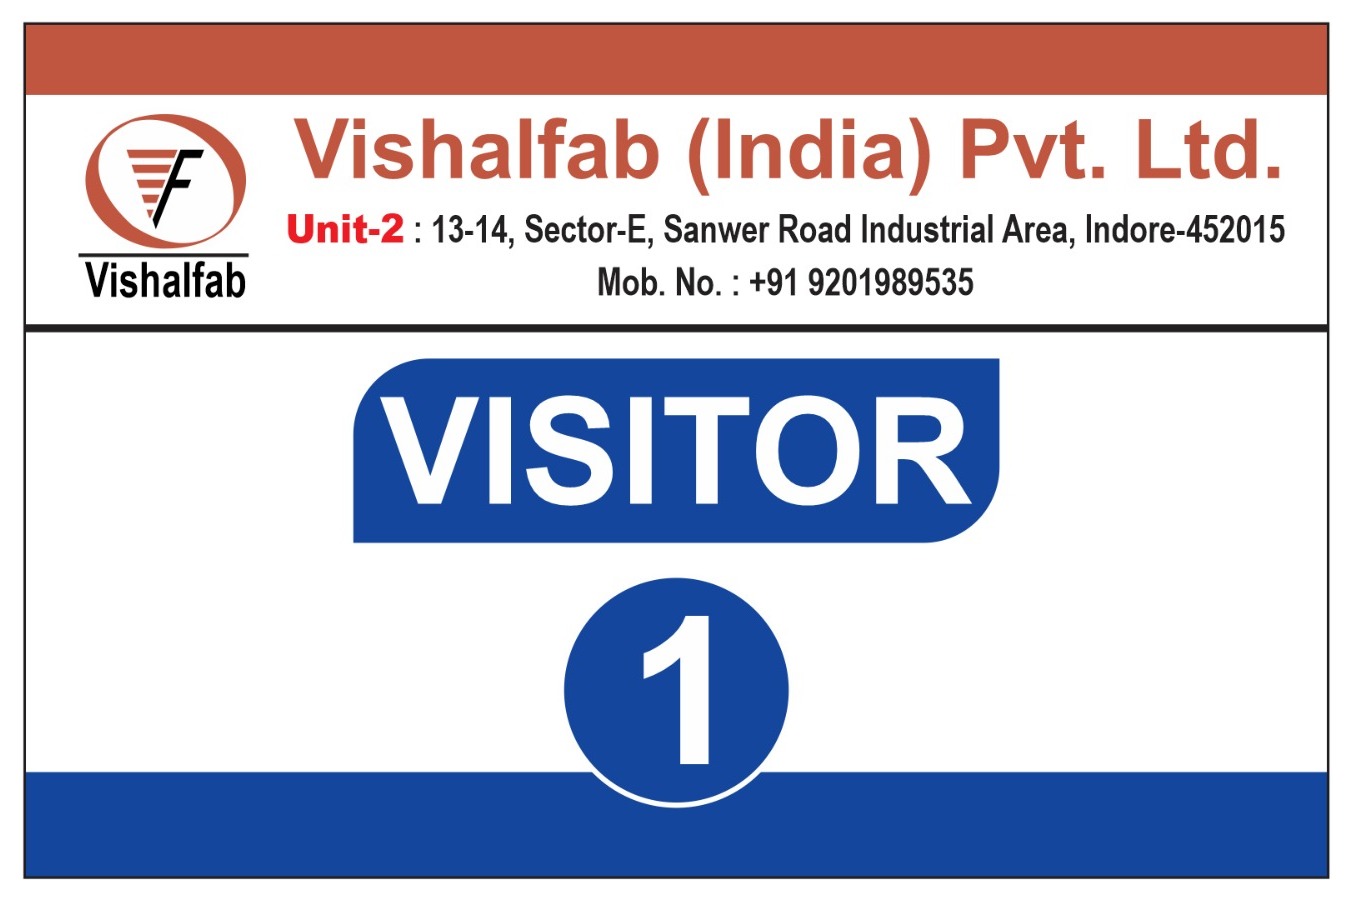 Vishalfab (India) Pvt. Ltd.
Unit-2 : 13-14, Sector-E, Sanwer Road Industrial Area, Indore-452015
Mob. No. : +91 9201989535
VF
Vishalfab
VISITOR
1